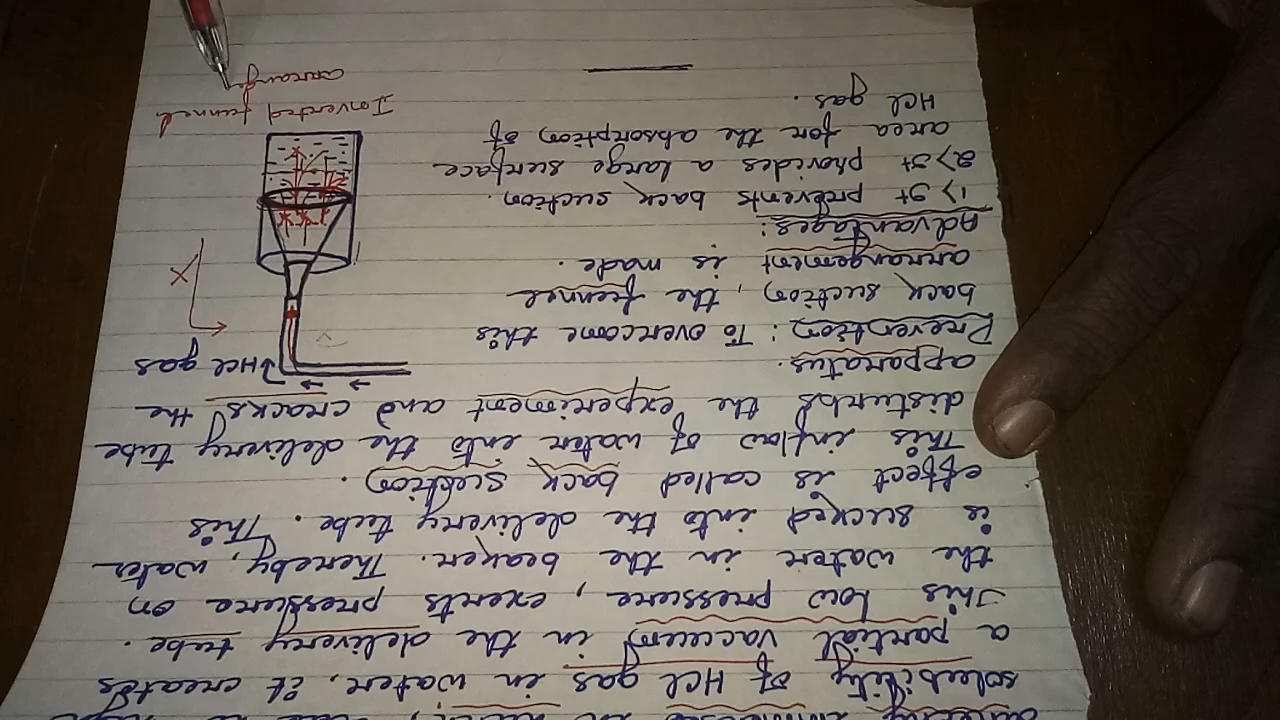 solubility of HCl gas in water, it creates
a partial vaccum in the delivery tube.
This low pressure, exerts pressure on
the water in the beaker. Thereby, water
is sucked into the delivery tube. This
effect is called back suction.
This inflow of water into the delivery tube
disturbs the experiment and cracks the
apparatus.
Prevention: To overcome this
back suction, the funnel
arrangement is made.
Advantages:
1> It prevents back suction.
2> It provides a large surface
area for the absorption of
HCl gas.
HCl gas
X
Inverted funnel
arrange